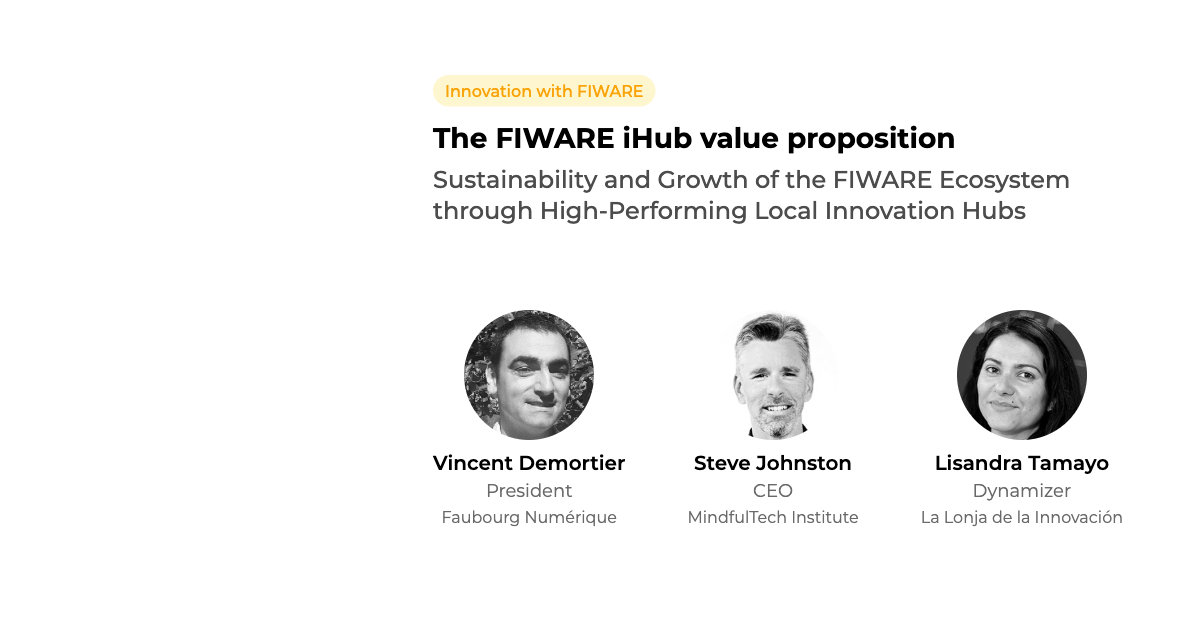 Innovation with FIWARE
The FIWARE iHub value proposition
Sustainability and Growth of the FIWARE Ecosystem
through High-Performing Local Innovation Hubs
Vincent Demortier
President
Faubourg Numérique
Steve Johnston
CEO
MindfulTech Institute
Lisandra Tamayo
Dynamizer
La Lonja de la Innovación